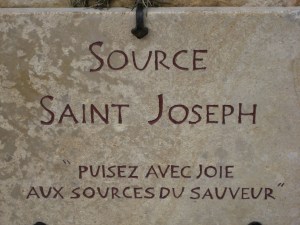 SOURCE
SAINT JOSEPH
"PUISEZ AVEC JOIE
AUX SOURCES DU SAUVEUR"